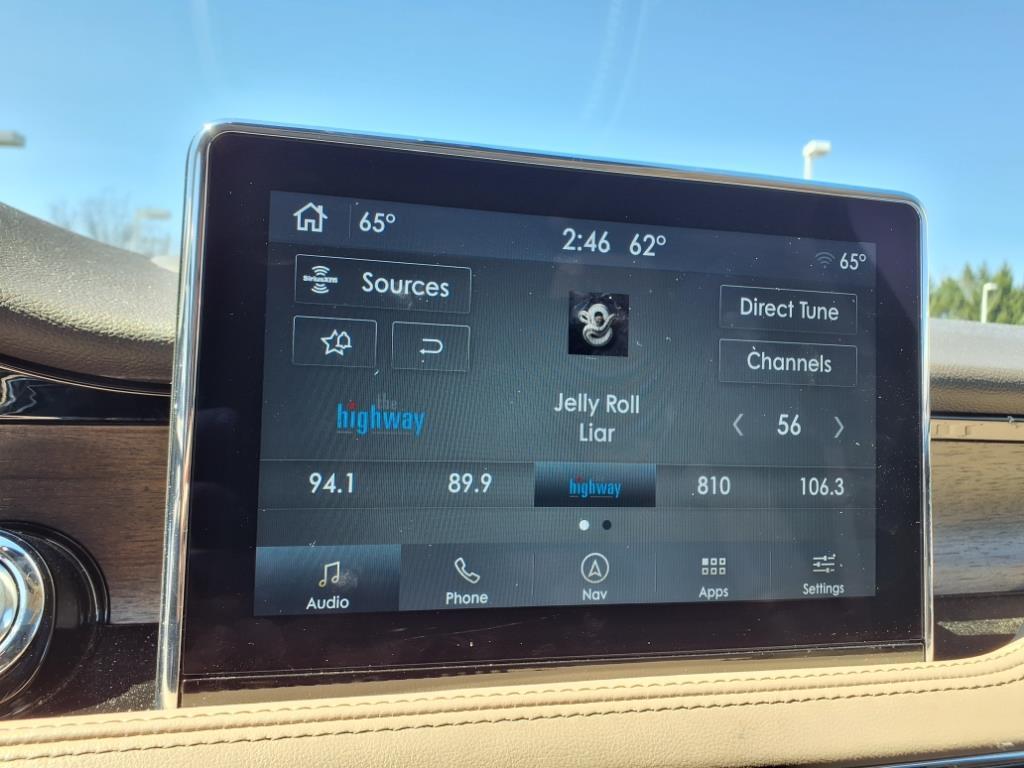 65°
2:46 62°
65°
SiriusXM Sources
Direct Tune
Channels
the
highway
Jelly Roll
Liar
56
94.1
89.9
highway
810
106.3
Audio
Phone
Nav
Apps
Settings